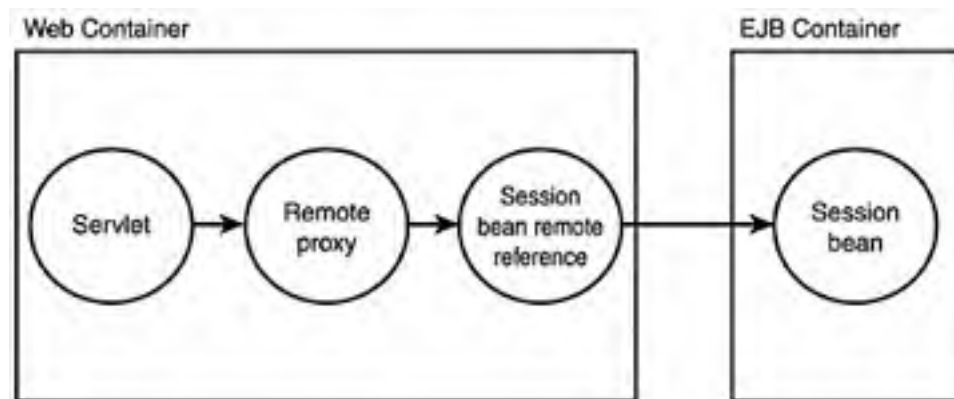 Web Container
EJB Container
Servlet
Remote
proxy
Session
bean remote
reference
Session
bean